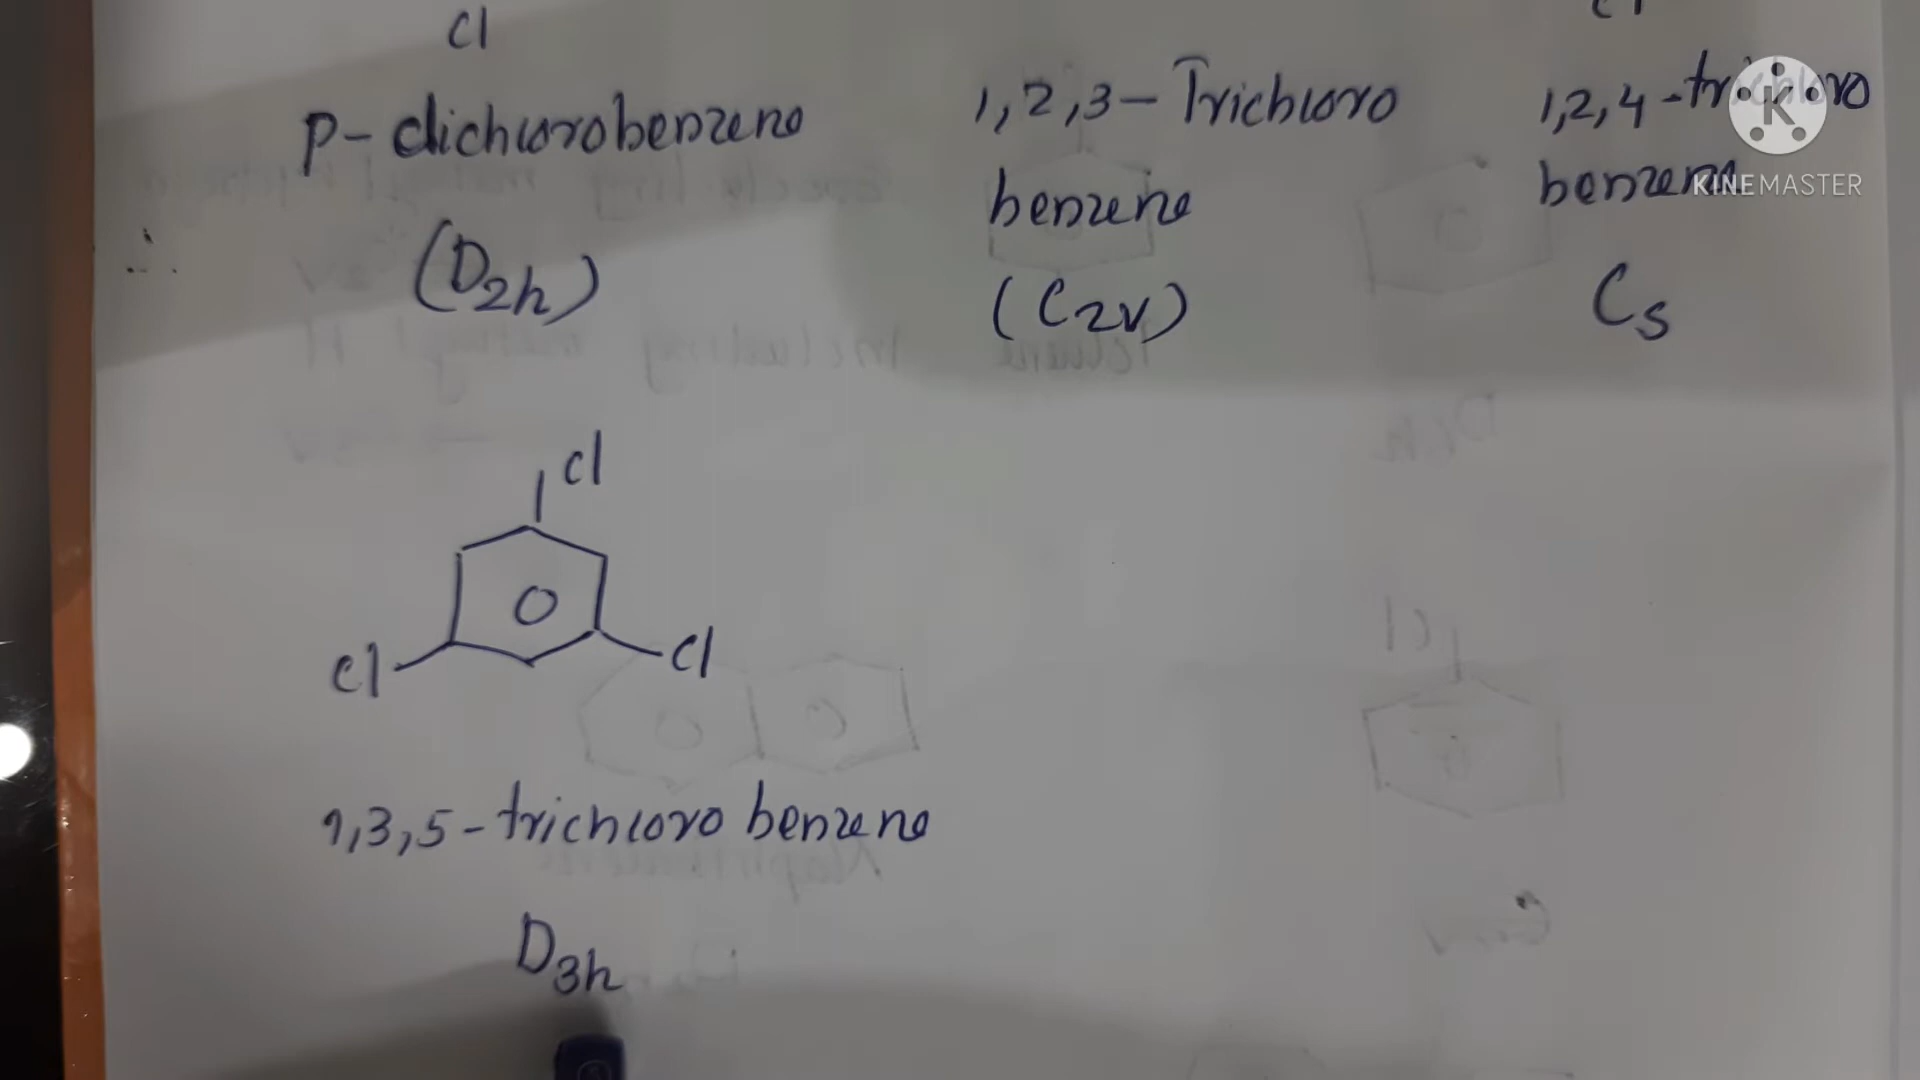 Cl
p-dichlorobenzene
(D2h)
1,2,3-Trichloro
benzene
(C2v)
1,2,4-trichloro
benzene
Cs
KINEMASTER
Cl
Cl
Cl
1,3,5-trichloro benzene
D3h